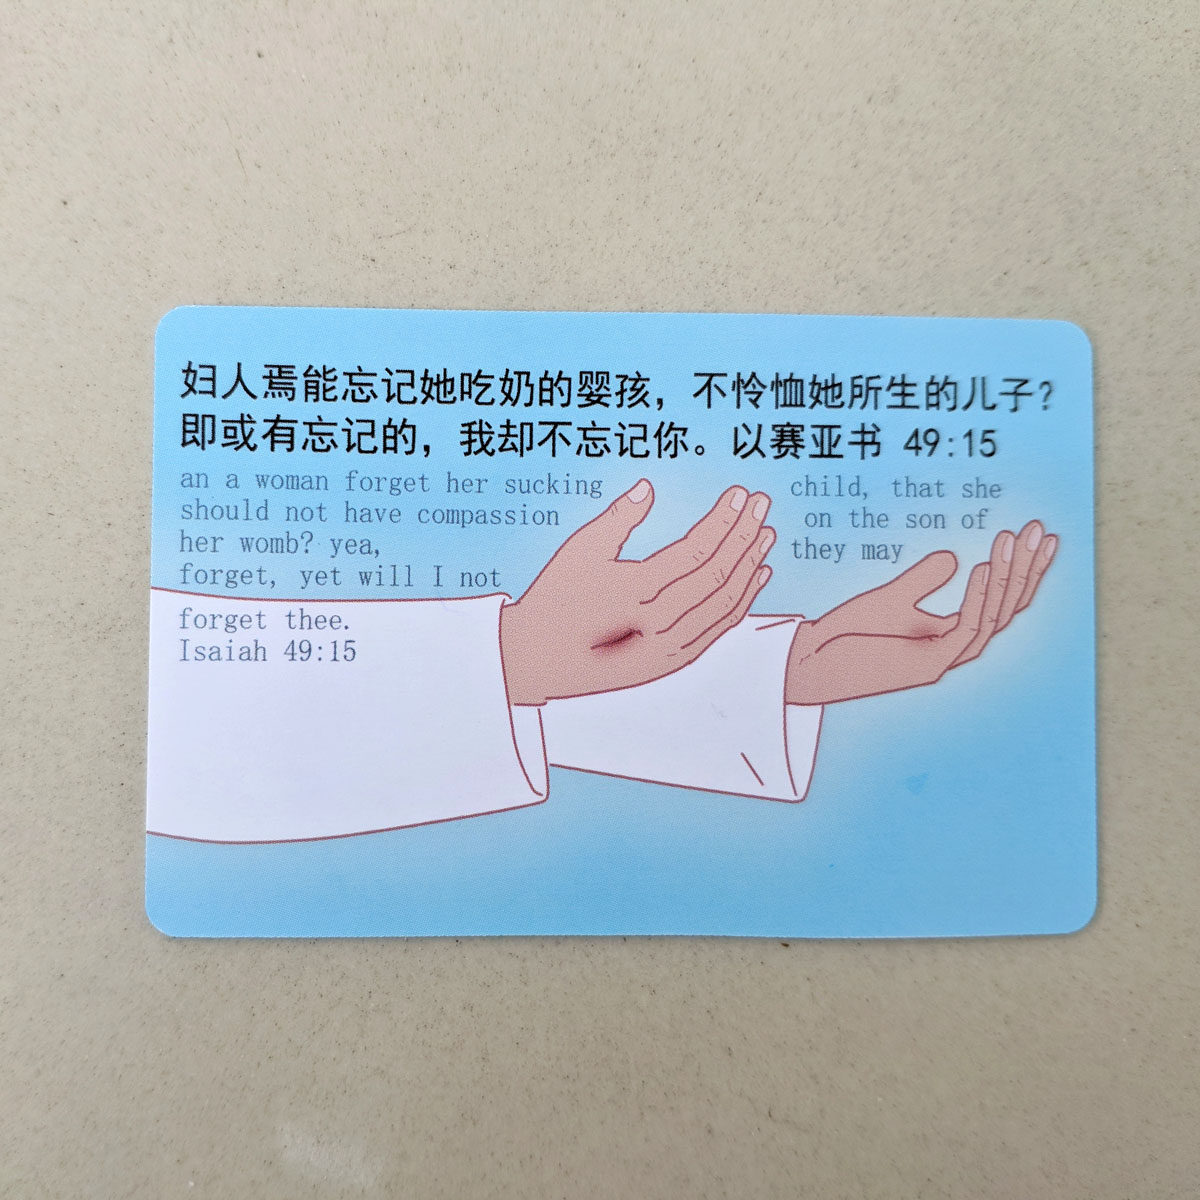 妇人焉能忘记她吃奶的婴孩，不怜恤她所生的儿子？
即或有忘记的，我却不忘记你。以赛亚书 49:15
an a woman forget her sucking child, that she
should not have compassion on the son of
her womb? yea, they may
forget, yet will I not
forget thee.
Isaiah 49:15